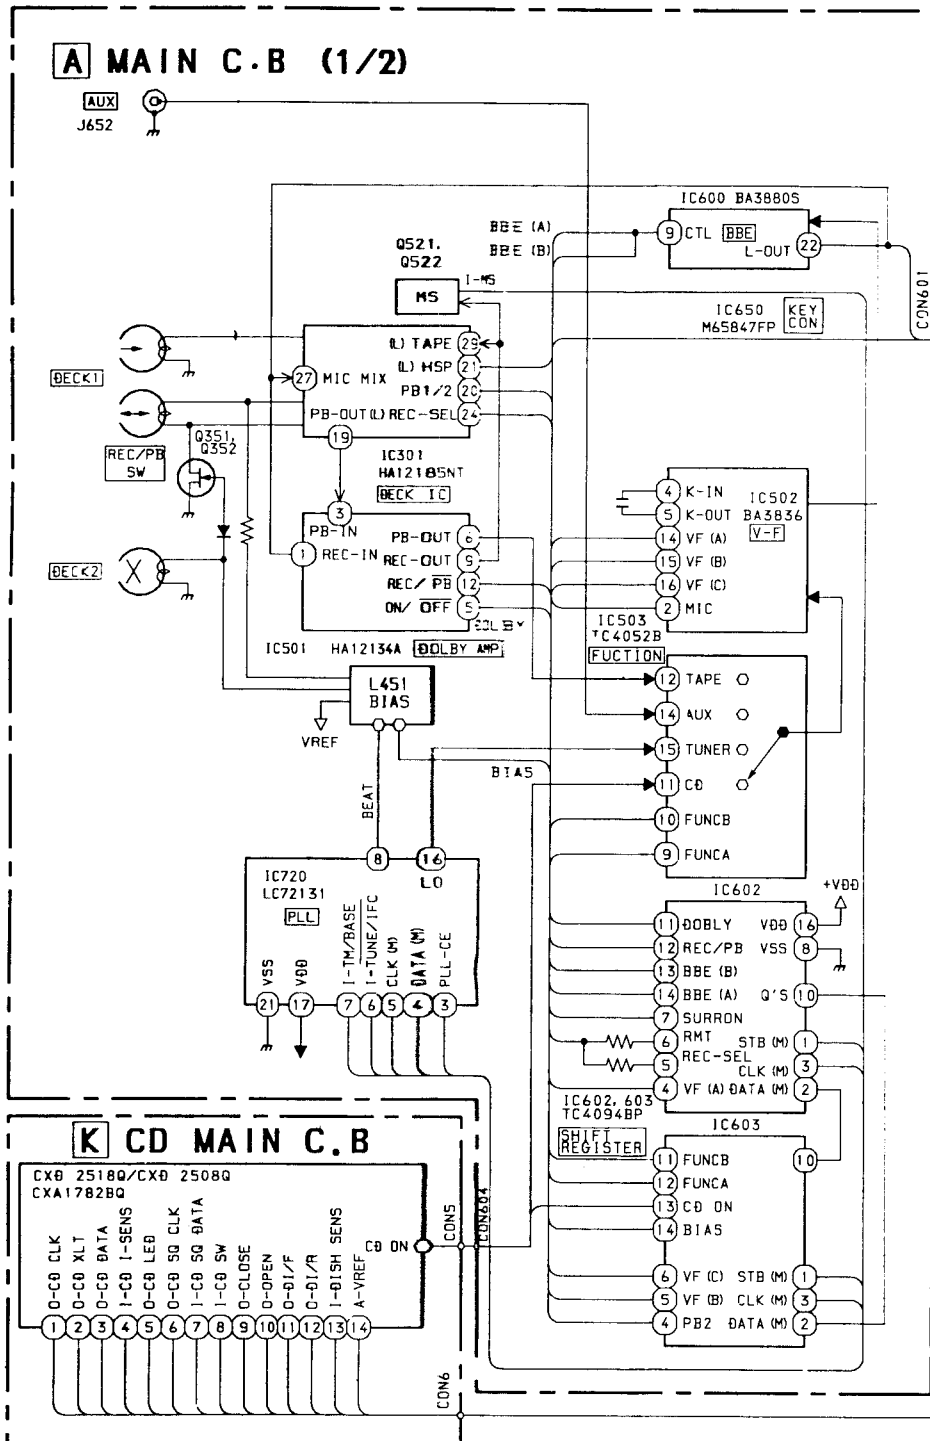 A MAIN C.B (1/2)
AUX
J652
IC600 BA3880S
9 CTL BBE
L-OUT 22
BBE (A)
BBE (B)
Q521,
Q522
MS
I-MS
IC650
M65847FP
KEY
CON
CON601
DECK1
REC/PB
SW
DECK2
Q351,
Q352
(L) TAPE 29
(L) HSP 21
27 MIC MIX
PB1/2 20
PB-OUT(L) REC-SEL 24
19
IC301
HA12185NT
DECK IC
3
PB-IN
1 REC-IN
PB-OUT 6
REC-OUT 9
REC/ PB 12
ON/ OFF 5
DOLBY
IC501 HA12134A DOLBY AMP
4 K-IN
5 K-OUT
IC502
BA3836
V-F
14 VF (A)
15 VF (B)
16 VF (C)
2 MIC
IC503
TC4052B
FUCTION
12 TAPE
14 AUX
15 TUNER
11 CD
10 FUNCB
9 FUNCA
L451
BIAS
VREF
BEAT
BIAS
8
16
LO
IC720
LC72131
PLL
VSS
VDD
I-TM/BASE
I-TUNE/IFC
CLK (M)
DATA (M)
PLL-CE
21
17
7
6
5
4
3
IC602
+VDD
11 DOBLY VDD 16
12 REC/PB VSS 8
13 BBE (B)
14 BBE (A) Q'S 10
7 SURRON
6 RMT STB (M) 1
5 REC-SEL CLK (M) 3
4 VF (A) DATA (M) 2
IC602, 603
TC4094BP
SHIFT
REGISTER
IC603
11 FUNCB 10
12 FUNCA
13 CD ON
14 BIAS
6 VF (C) STB (M) 1
5 VF (B) CLK (M) 3
4 PB2 DATA (M) 2
K CD MAIN C.B
CXD 2518Q/CXD 2508Q
CXA1782BQ
CD ON
CON5
CON604
O-CD CLK
O-CD XLT
O-CD DATA
I-CD I-SENS
O-CD LED
O-CD SQ CLK
I-CD SQ DATA
I-CD SW
O-CLOSE
O-OPEN
O-DI/F
O-DI/R
I-DISH SENS
A-VREF
1 2 3 4 5 6 7 8 9 10 11 12 13 14
CON6